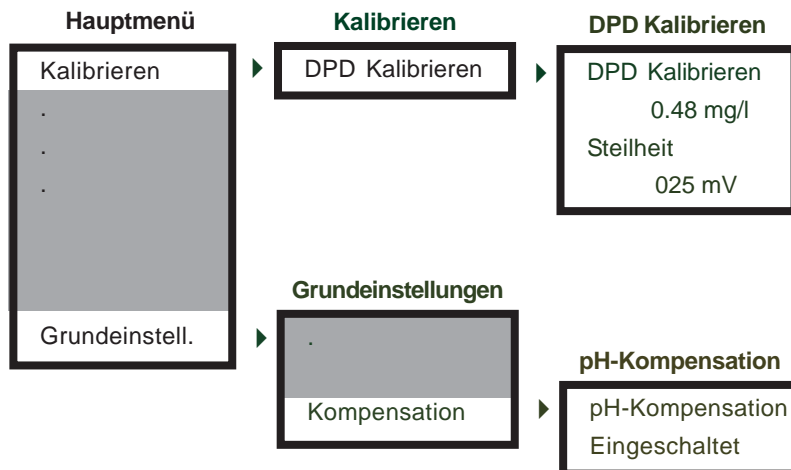 Hauptmenü
Kalibrieren
.
.
.
Grundeinstell.
Kalibrieren
DPD Kalibrieren
DPD Kalibrieren
DPD Kalibrieren
0.48 mg/l
Steilheit
025 mV
Grundeinstellungen
.
Kompensation
pH-Kompensation
pH-Kompensation
Eingeschaltet